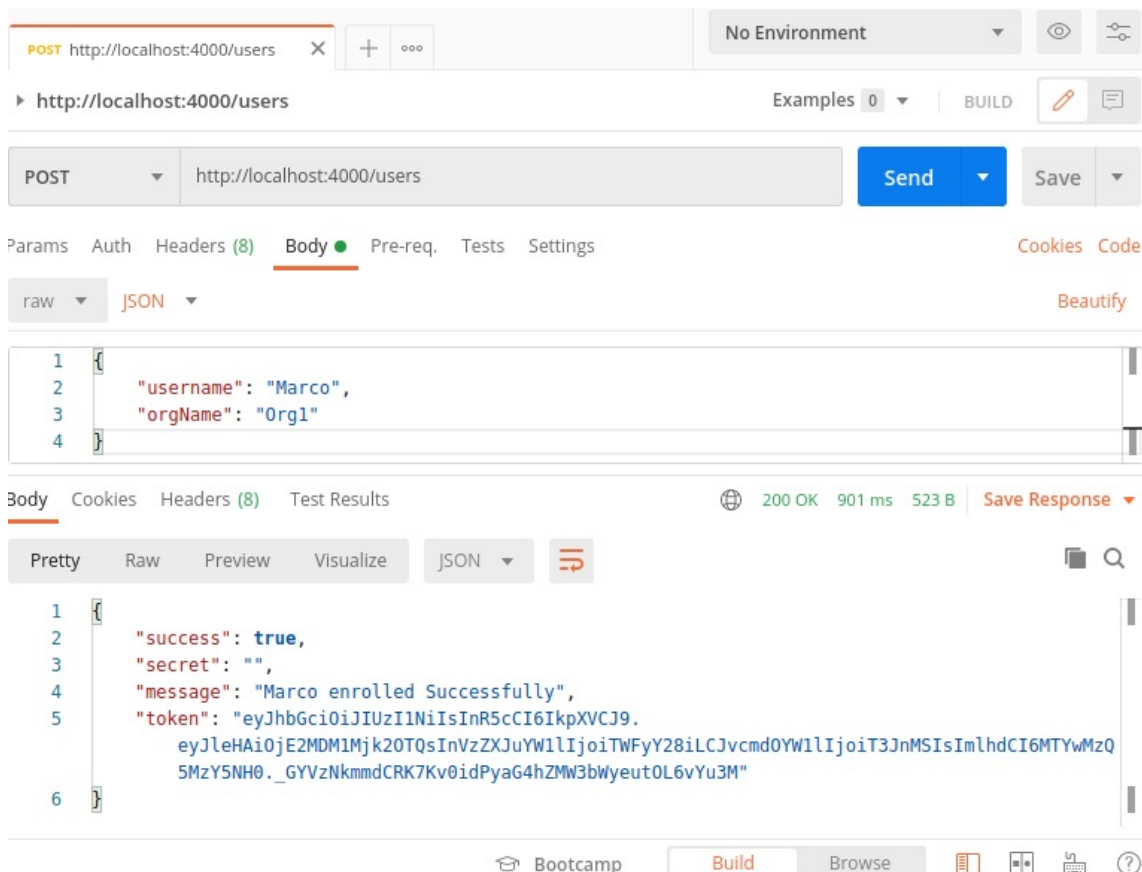 POST http://localhost:4000/users
No Environment
http://localhost:4000/users
Examples 0
BUILD
POST
http://localhost:4000/users
Send
Save
Params Auth Headers (8) Body Pre-req. Tests Settings
Cookies Code
raw JSON
Beautify
1 {
2 "username": "Marco",
3 "orgName": "Org1"
4 }
Body Cookies Headers (8) Test Results
200 OK 901 ms 523 B Save Response
Pretty Raw Preview Visualize JSON
1 {
2 "success": true,
3 "secret": "",
4 "message": "Marco enrolled Successfully",
5 "token": "eyJhbGciOiJIUzI1NiIsInR5cCI6IkpXVCJ9.
eyJleHAiOjE2MDM1Mjk2OTQsInVzZXJuYW1lIjoiTWFyY28iLCJvcmdOYW1lIjoiT3JnMSIsImlhdCI6MTYwMzQ
5MzY5NH0._GYVzNkmmdCRK7Kv0idPyaG4hZMW3bWyeutOL6vYu3M"
6 }
Bootcamp Build Browse